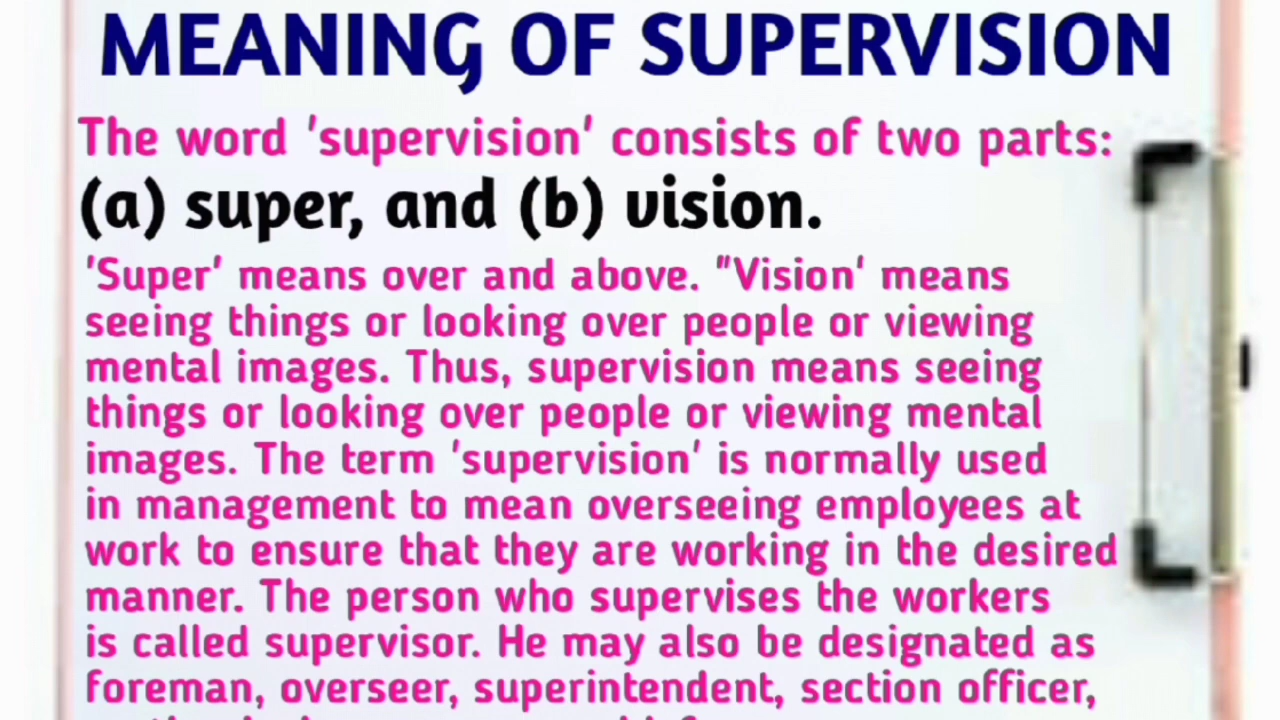 MEANING OF SUPERVISION
The word 'supervision' consists of two parts:
(a) super, and (b) vision.
'Super' means over and above. "Vision' means
seeing things or looking over people or viewing
mental images. Thus, supervision means seeing
things or looking over people or viewing mental
images. The term 'supervision' is normally used
in management to mean overseeing employees at
work to ensure that they are working in the desired
manner. The person who supervises the workers
is called supervisor. He may also be designated as
foreman, overseer, superintendent, section officer,